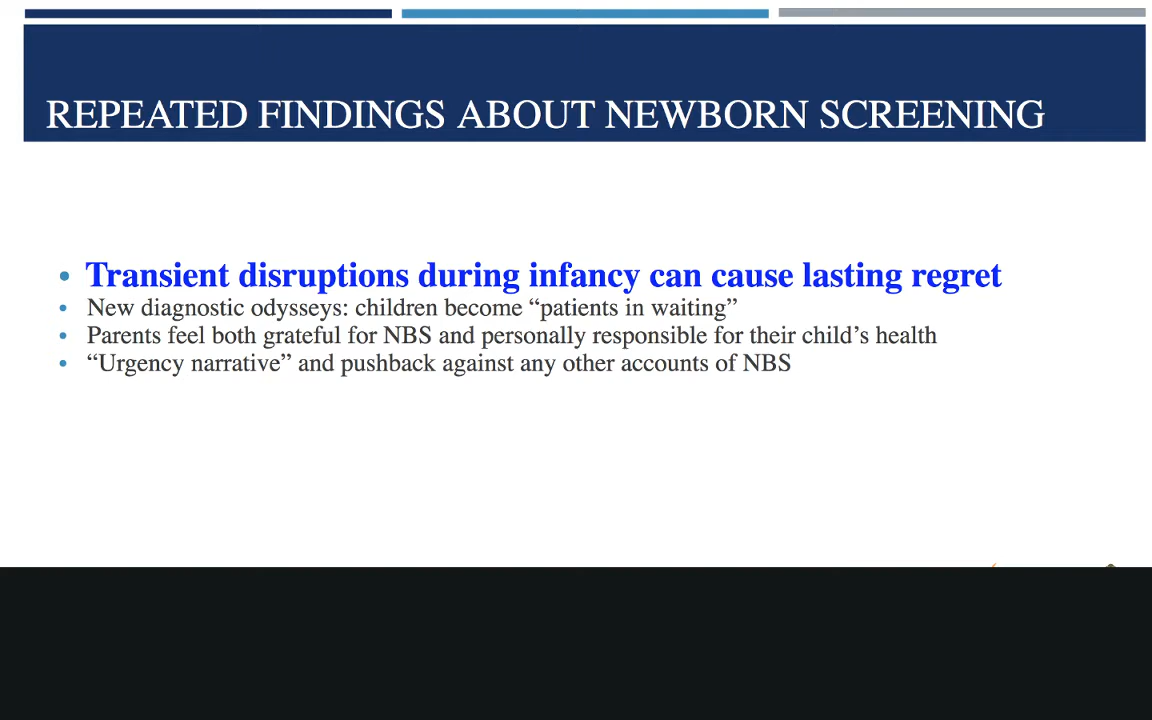 REPEATED FINDINGS ABOUT NEWBORN SCREENING
• Transient disruptions during infancy can cause lasting regret
• New diagnostic odysseys: children become “patients in waiting”
• Parents feel both grateful for NBS and personally responsible for their child’s health
• “Urgency narrative” and pushback against any other accounts of NBS